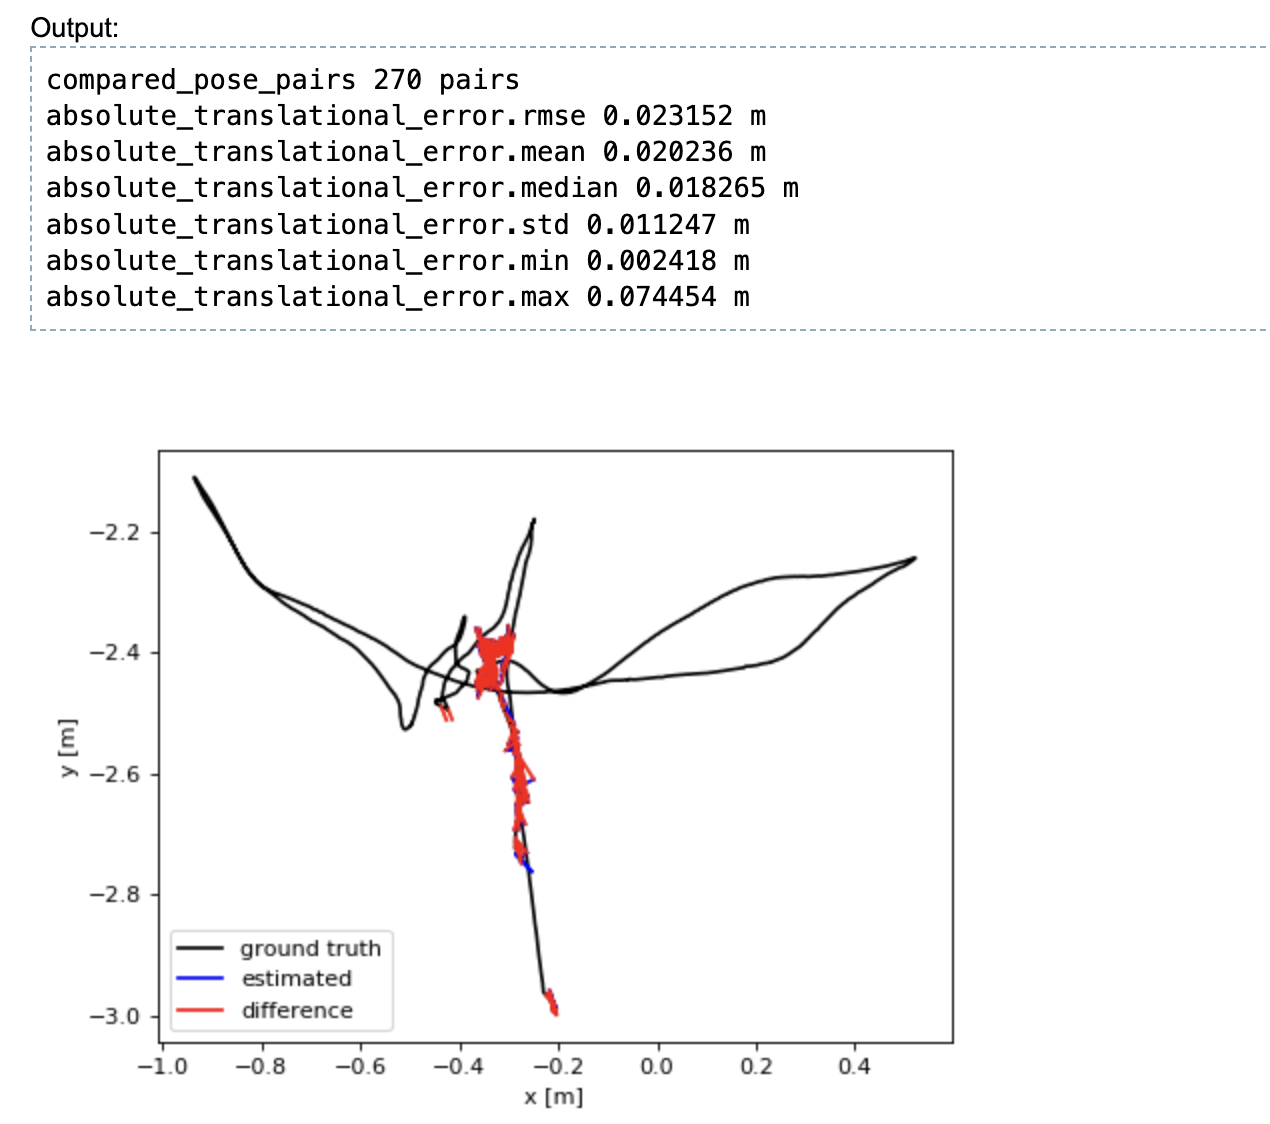 Output:
compared_pose_pairs 270 pairs
absolute_translational_error.rmse 0.023152 m
absolute_translational_error.mean 0.020236 m
absolute_translational_error.median 0.018265 m
absolute_translational_error.std 0.011247 m
absolute_translational_error.min 0.002418 m
absolute_translational_error.max 0.074454 m
−2.2
−2.4
−2.6
−2.8
−3.0
y [m]
ground truth
estimated
difference
−1.0 −0.8 −0.6 −0.4 −0.2 0.0 0.2 0.4
x [m]